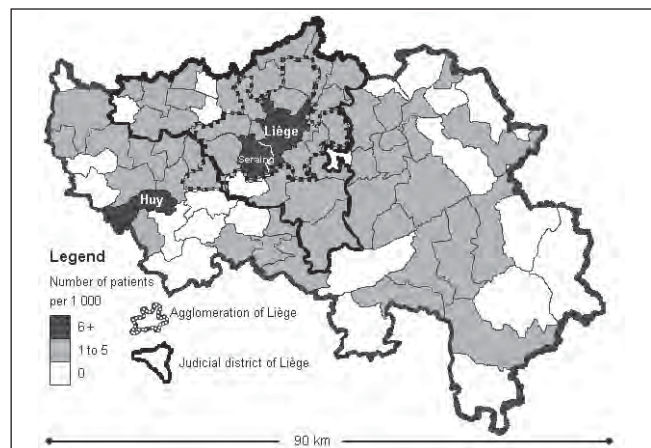 Liège
Seraing
Huy
Legend
Number of patients
per 1 000
6 +
1 to 5
0
Agglomeration of Liège
Judicial district of Liège
90 km